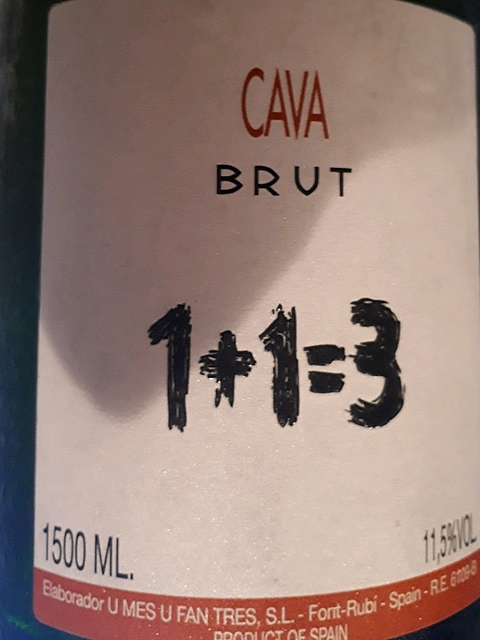 CAVA
BRUT
1+1=3
1500 ML.
11,5%VOL.
Elaborador U MES U FAN TRES, S.L. - Font-Rubí - Spain - R.E.
PRODUCT OF SPAIN